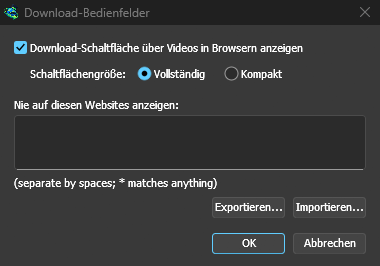 Download-Bedienfelder
Download-Schaltfläche über Videos in Browsern anzeigen
Schaltflächengröße: Vollständig Kompakt
Nie auf diesen Websites anzeigen:
(separate by spaces; * matches anything)
Exportieren... Importieren...
OK Abbrechen